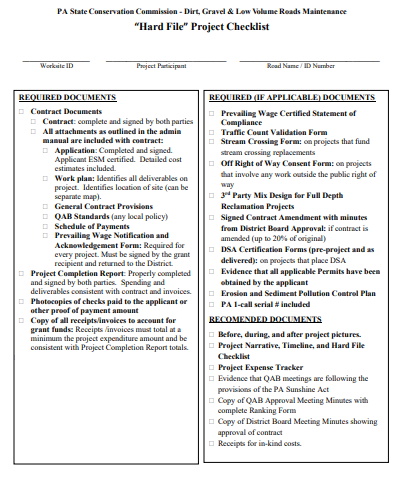 PA State Conservation Commission - Dirt, Gravel & Low Volume Roads Maintenance
"Hard File" Project Checklist
Worksite ID Project Participant Road Name / ID Number
REQUIRED DOCUMENTS
□ Contract Documents
□ Contract: complete and signed by both parties
□ All attachments as outlined in the admin
manual are included with contract:
□ Application: Completed and signed.
Applicant ESM certified. Detailed cost
estimates included.
□ Work plan: Identifies all deliverables on
project. Identifies location of site (can be
separate map).
□ General Contract Provisions
□ QAB Standards (any local policy)
□ Schedule of Payments
□ Prevailing Wage Notification and
Acknowledgement Form: Required for
every project. Must be signed by the grant
recipient and returned to the District.
□ Project Completion Report: Properly completed
and signed by both parties. Spending and
deliverables consistent with contract and invoices.
□ Photocopies of checks paid to the applicant or
other proof of payment amount
□ Copy of all receipts/invoices to account for
grant funds: Receipts /invoices must total at a
minimum the project expenditure amount and be
consistent with Project Completion Report totals.
REQUIRED (IF APPLICABLE) DOCUMENTS
□ Prevailing Wage Certified Statement of
Compliance
□ Traffic Count Validation Form
□ Stream Crossing Form: on projects that fund
stream crossing replacements
□ Off Right of Way Consent Form: on projects
that involve any work outside the public right of
way
□ 3rd Party Mix Design for Full Depth
Reclamation Projects
□ Signed Contract Amendment with minutes
from District Board Approval: if contract is
amended (up to 20% of original)
□ DSA Certification Forms (pre-project and as
delivered): on projects that place DSA
□ Evidence that all applicable Permits have been
obtained by the applicant
□ Erosion and Sediment Pollution Control Plan
□ PA 1-call serial # included
RECOMENDED DOCUMENTS
□ Before, during, and after project pictures.
□ Project Narrative, Timeline, and Hard File
Checklist
□ Project Expense Tracker
□ Evidence that QAB meetings are following the
provisions of the PA Sunshine Act
□ Copy of QAB Approval Meeting Minutes with
complete Ranking Form
□ Copy of District Board Meeting Minutes showing
approval of contract
□ Receipts for in-kind costs.